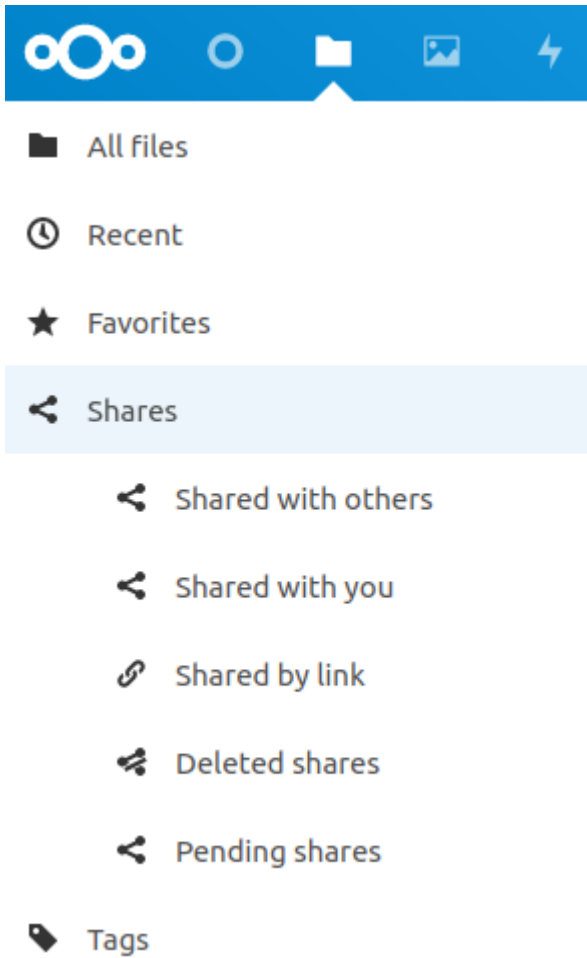 All files
Recent
Favorites
Shares
Shared with others
Shared with you
Shared by link
Deleted shares
Pending shares
Tags